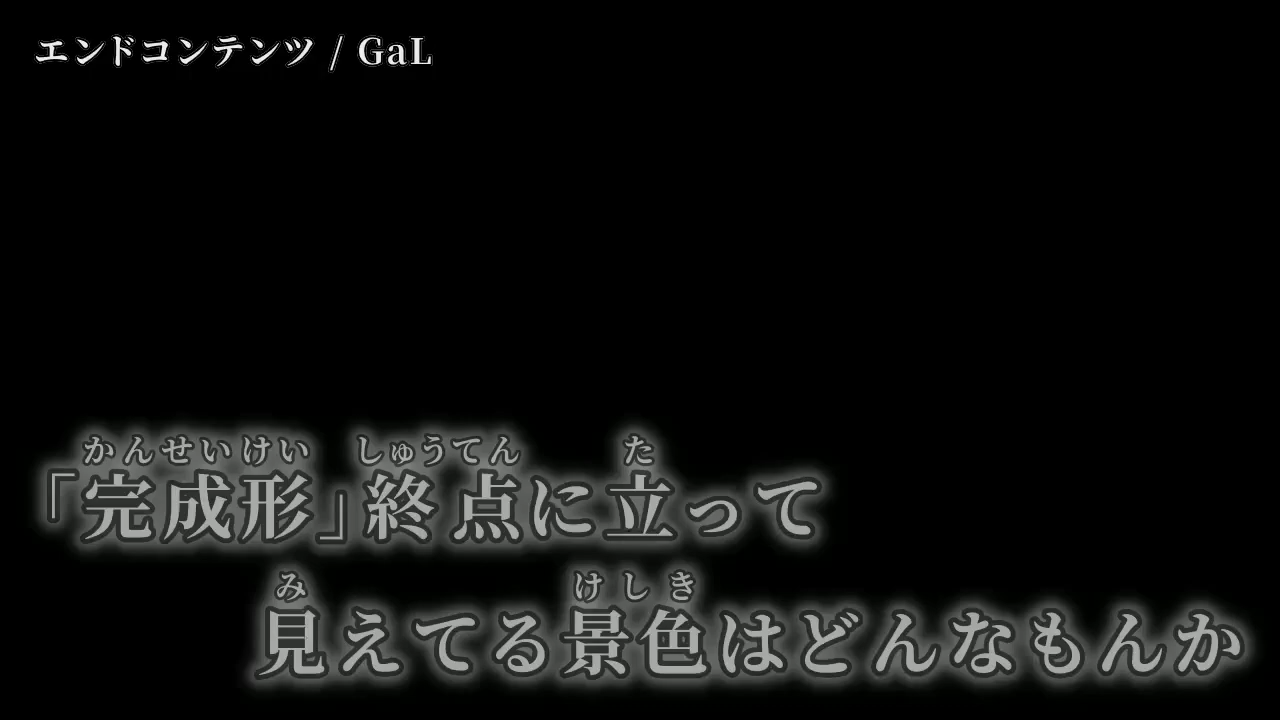 エンドコンテンツ / GaL
かんせいけい しゅうてん た
「完成形」終点に立って
み けしき
見えてる景色はどんなもんか